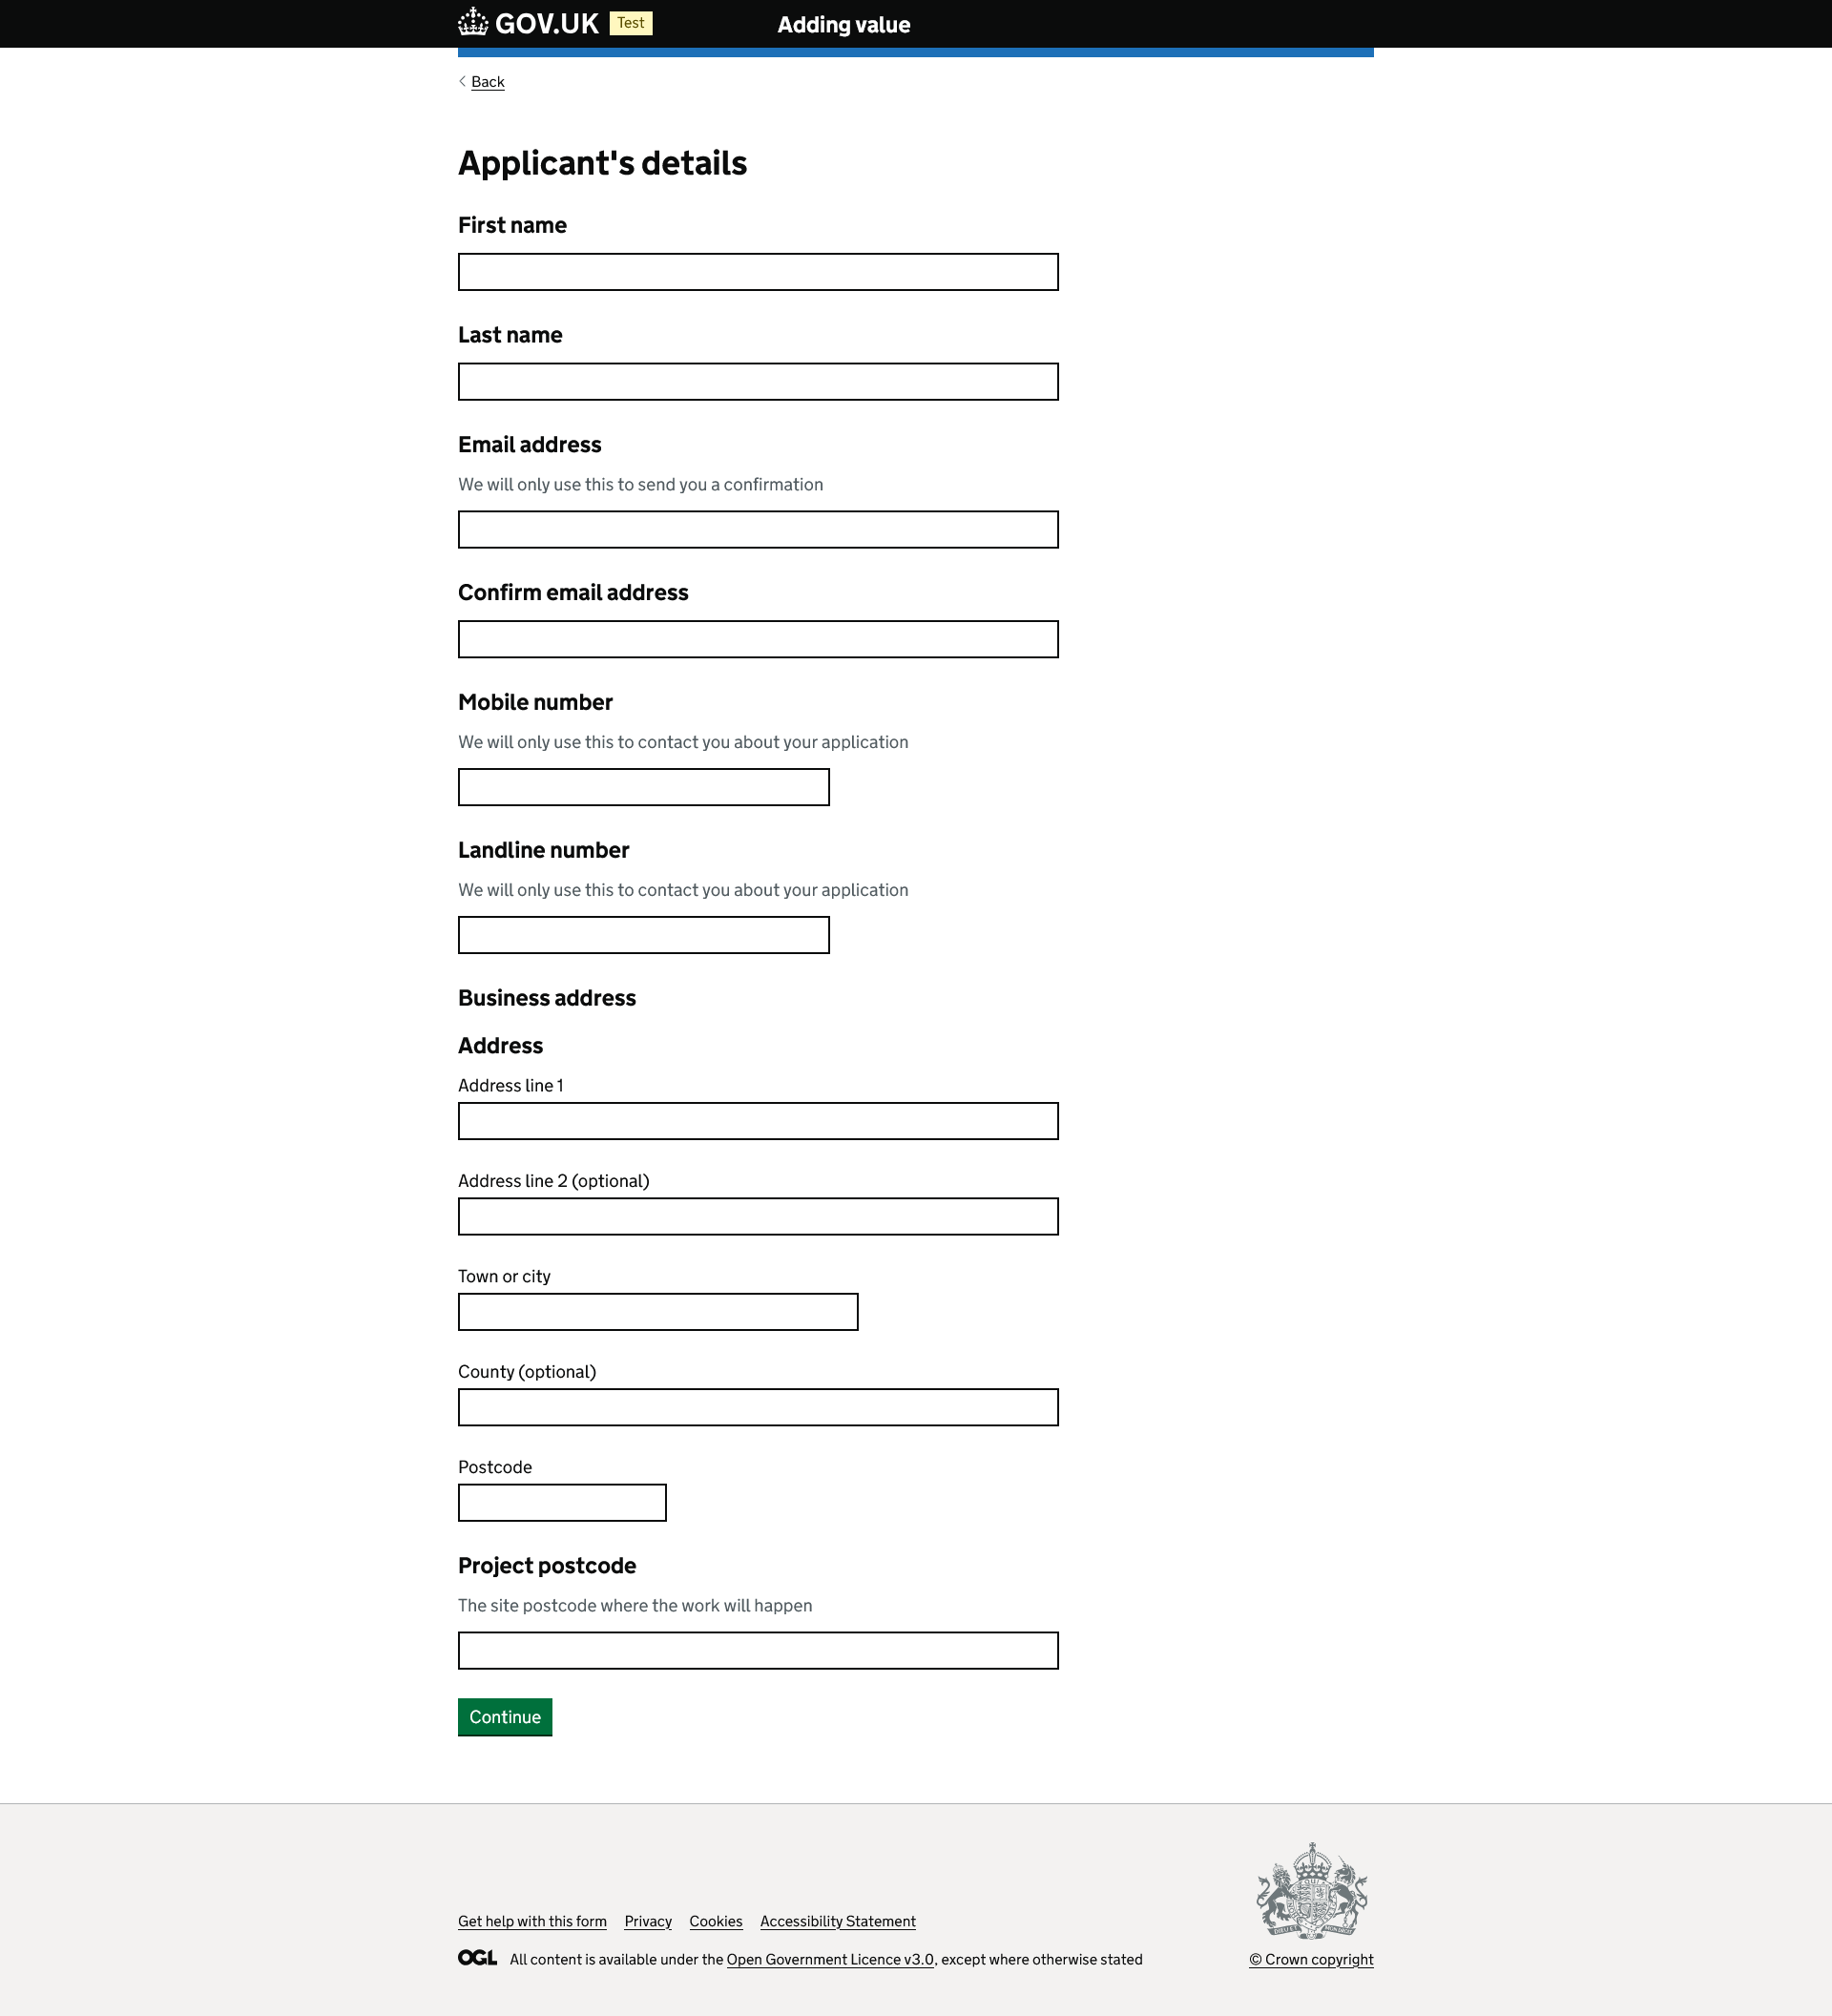 GOV.UK Test Adding value
Back
Applicant's details
First name
Last name
Email address
We will only use this to send you a confirmation
Confirm email address
Mobile number
We will only use this to contact you about your application
Landline number
We will only use this to contact you about your application
Business address
Address
Address line 1
Address line 2 (optional)
Town or city
County (optional)
Postcode
Project postcode
The site postcode where the work will happen
Continue
Get help with this form Privacy Cookies Accessibility Statement
OGL All content is available under the Open Government Licence v3.0, except where otherwise stated
© Crown copyright